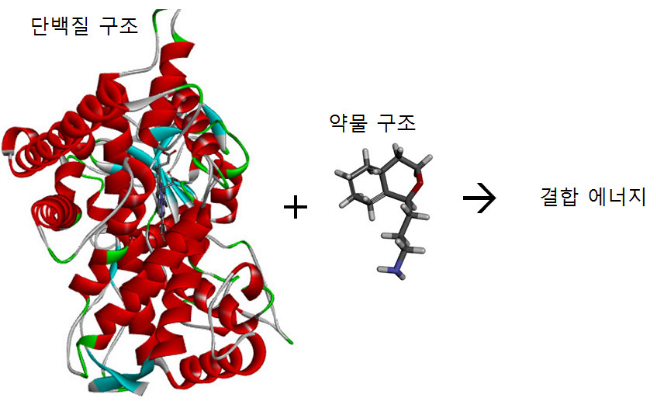 단백질 구조
약물 구조
결합 에너지